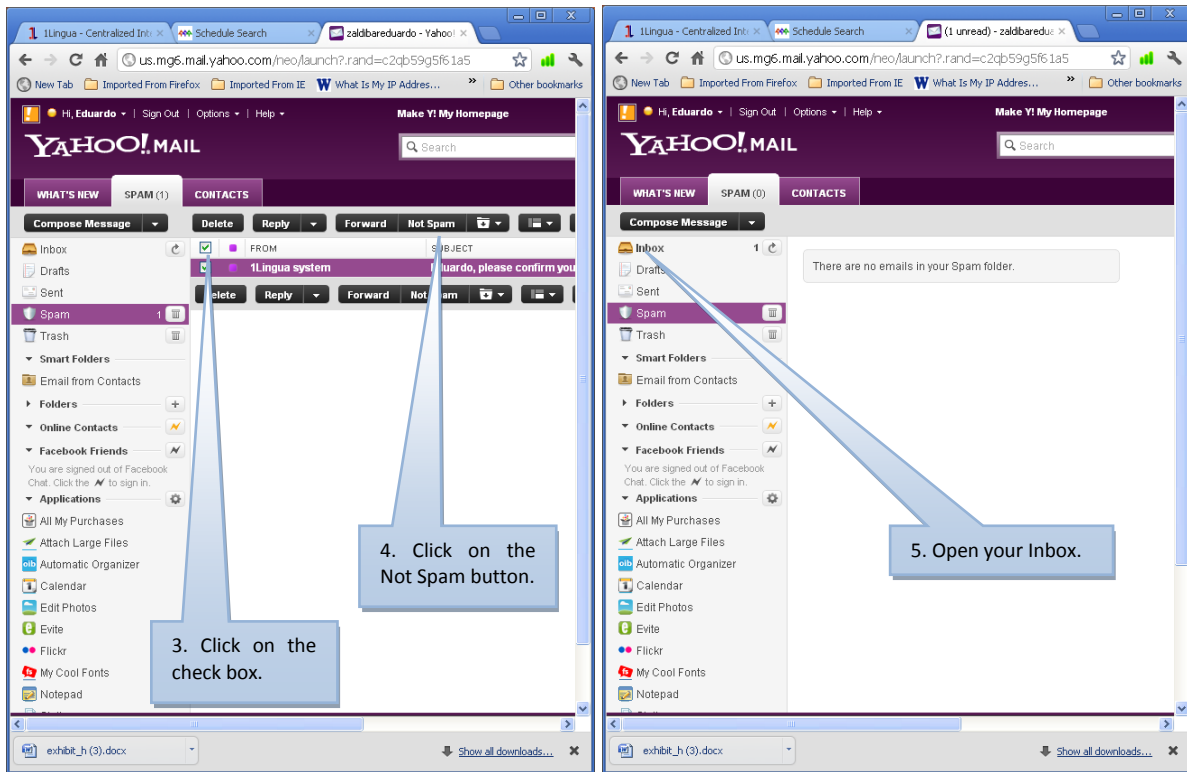 1Lingua - Centralized Int
Schedule Search
zaldibareduardo - Yahoo!
us.mg6.mail.yahoo.com/neo/launch?.rand=c2qb59g5f61a5
New Tab Imported From Firefox Imported From IE What Is My IP Addres... » Other bookmarks
Hi, Eduardo | Sign Out | Options | Help Make Y! My Homepage
YAHOO! MAIL
Search
WHAT'S NEW SPAM (1) CONTACTS
Compose Message Delete Reply Forward Not Spam
Inbox FROM SUBJECT
Drafts 1Lingua system Eduardo, please confirm you
Sent Delete Reply Forward Not Spam
Spam 1
Trash
Smart Folders
Email from Contacts
Folders +
Online Contacts
Facebook Friends
You are signed out of Facebook
Chat. Click the to sign in.
Applications
All My Purchases
Attach Large Files
oib Automatic Organizer
Calendar
Edit Photos
Evite
Flickr
My Cool Fonts
Notepad
4. Click on the
Not Spam button.
3. Click on the
check box.
exhibit_h (3).docx Show all downloads...
1Lingua - Centralized Int
Schedule Search
(1 unread) - zaldibaredua
us.mg6.mail.yahoo.com/neo/launch?.rand=c2qb59g5f61a5
New Tab Imported From Firefox Imported From IE What Is My IP Addres... » Other bookmarks
Hi, Eduardo | Sign Out | Options | Help Make Y! My Homepage
YAHOO! MAIL
Search
WHAT'S NEW SPAM (0) CONTACTS
Compose Message
Inbox 1
Drafts There are no emails in your Spam folder.
Sent
Spam
Trash
Smart Folders
Email from Contacts
Folders +
Online Contacts
Facebook Friends
You are signed out of Facebook
Chat. Click the to sign in.
Applications
All My Purchases
Attach Large Files
oib Automatic Organizer
Calendar
Edit Photos
Evite
Flickr
My Cool Fonts
Notepad
5. Open your Inbox.
exhibit_h (3).docx Show all downloads...